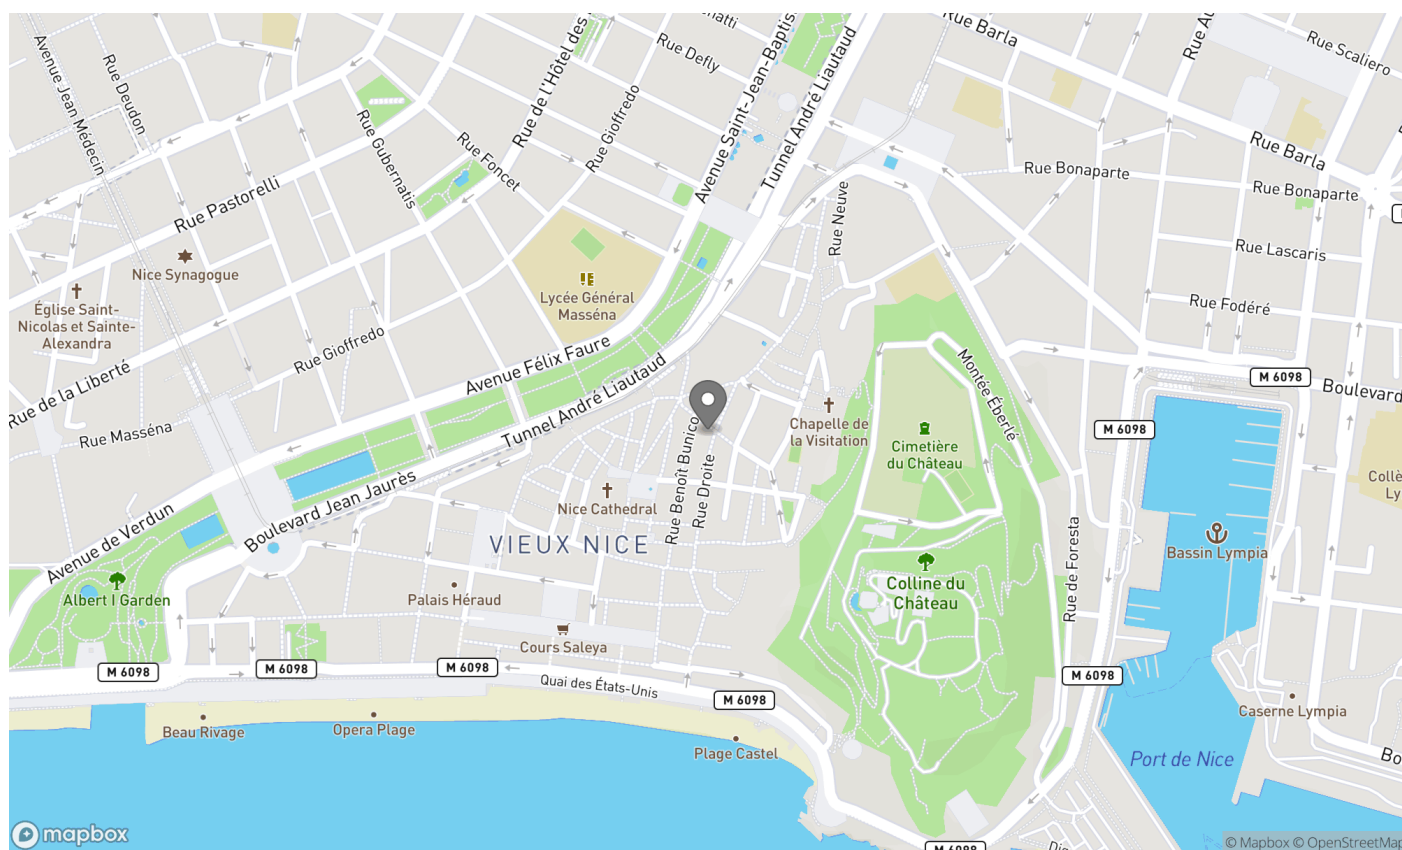 Avenue Jean Médecin
Rue Deudon
Rue de l'Hôtel des
Rue Defly
Avenue Saint-Jean-Baptis
Tunnel André Liautaud
Rue Barla
Rue Scaliero
Rue Gioffredo
Rue Foncet
Rue Gubernatis
Rue Pastorelli
Rue Barla
Rue Bonaparte
Rue Bonaparte
Rue Neuve
Nice Synagogue
Rue Lascaris
Lycée Général
Masséna
Rue Fodéré
Église Saint-
Nicolas et Sainte-
Alexandra
Rue Gioffredo
Avenue Félix Faure
Rue de la Liberté
Rue Masséna
Tunnel André Liautaud
Montée Éberlé
M 6098
Boulevard
M 6098
Chapelle de
la Visitation
Cimetière
du Château
Rue Benoît Bunico
Rue Droite
Nice Cathedral
Boulevard Jean Jaurès
Avenue de Verdun
VIEUX NICE
Bassin Lympia
Rue de Foresta
Colline du
Château
Albert I Garden
Palais Héraud
Cours Saleya
M 6098
M 6098
M 6098
M 6098
M 6098
Quai des États-Unis
Beau Rivage
Opera Plage
Plage Castel
Caserne Lympia
Port de Nice
M 6098
mapbox
© Mapbox © OpenStreetMap